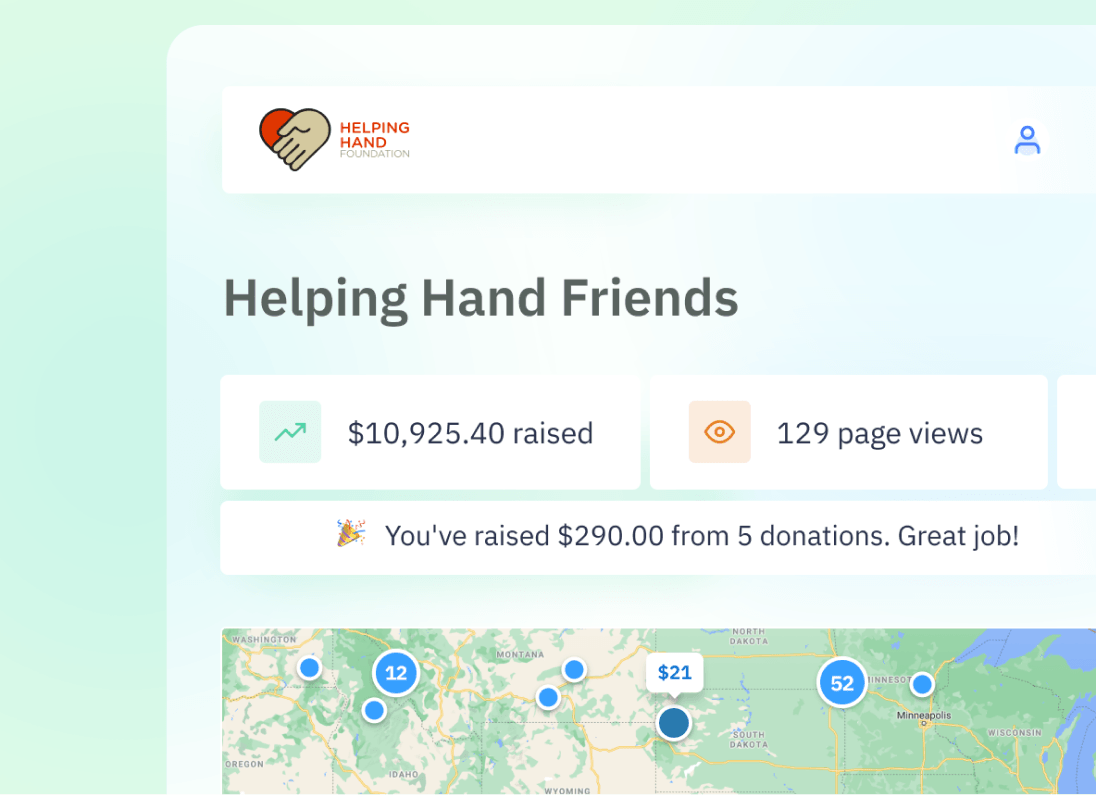 HELPING
HAND
FOUNDATION
Helping Hand Friends
$10,925.40 raised
129 page views
You've raised $290.00 from 5 donations. Great job!
WASHINGTON
NORTH
DAKOTA
MONTANA
12
$21
52
MINNESOT
Minneapolis
SOUTH
DAKOTA
WISCONSIN
OREGON
IDAHO
WYOMING